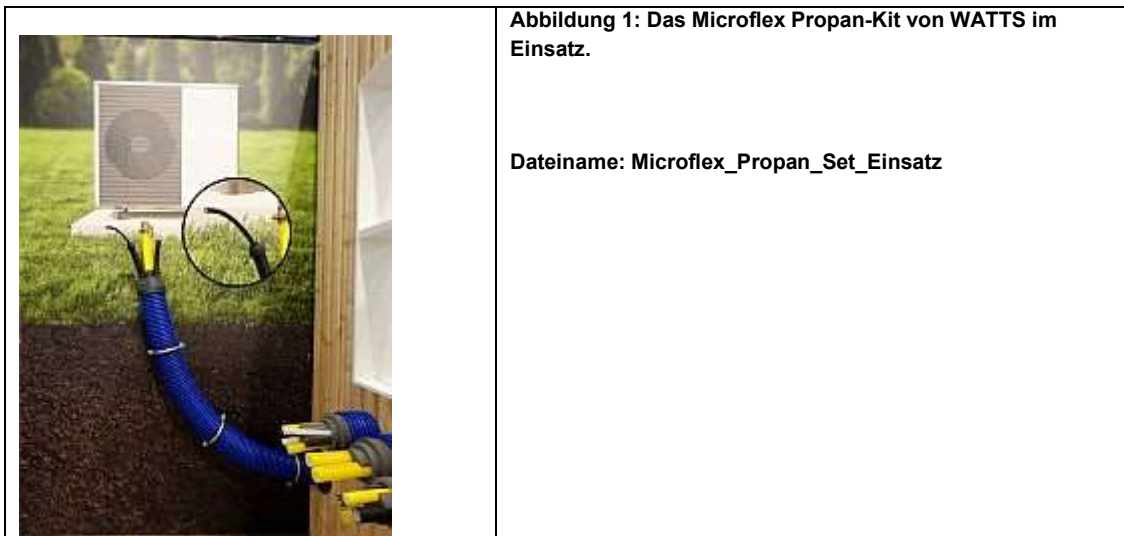 Abbildung 1: Das Microflex Propan-Kit von WATTS im
Einsatz.
Dateiname: Microflex_Propan_Set_Einsatz